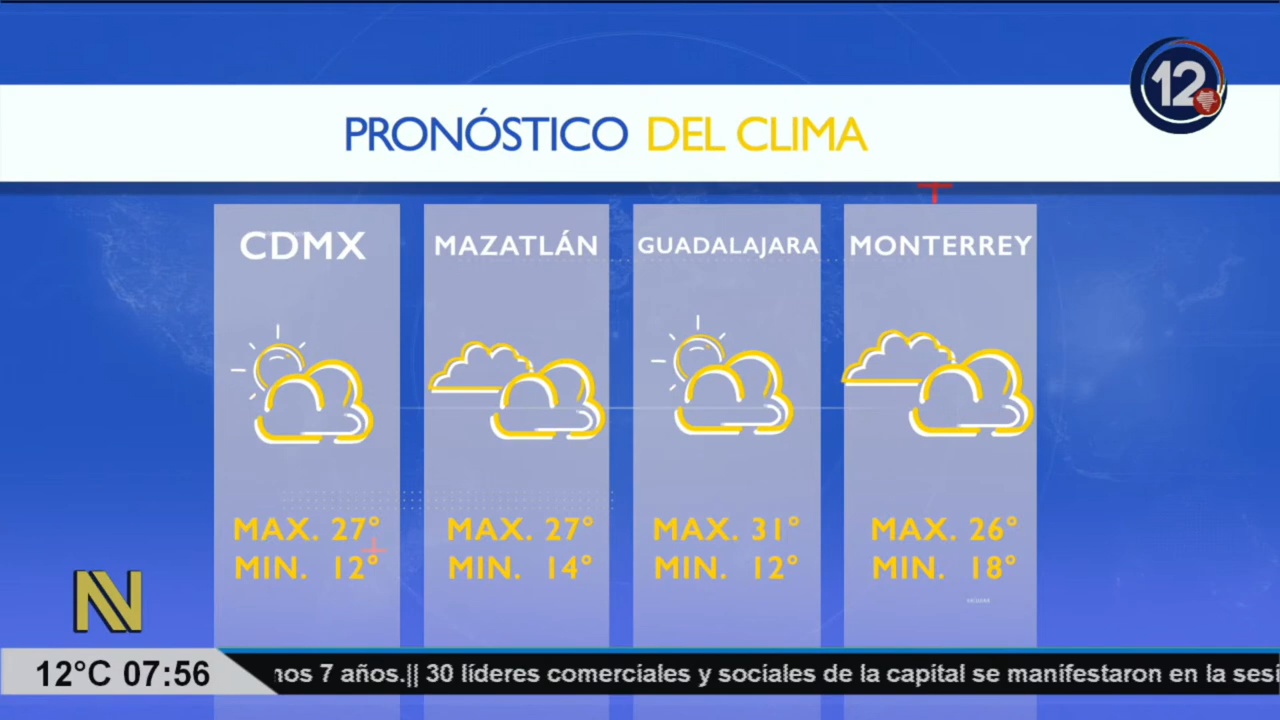 12
PRONÓSTICO DEL CLIMA
CDMX
MAX. 27°
MIN. 12°
MAZATLÁN
MAX. 27°
MIN. 14°
GUADALAJARA
MAX. 31°
MIN. 12°
MONTERREY
MAX. 26°
MIN. 18°
N
12°C 07:56
7 años.|| 30 líderes comerciales y sociales de la capital se manifestaron en la sesi